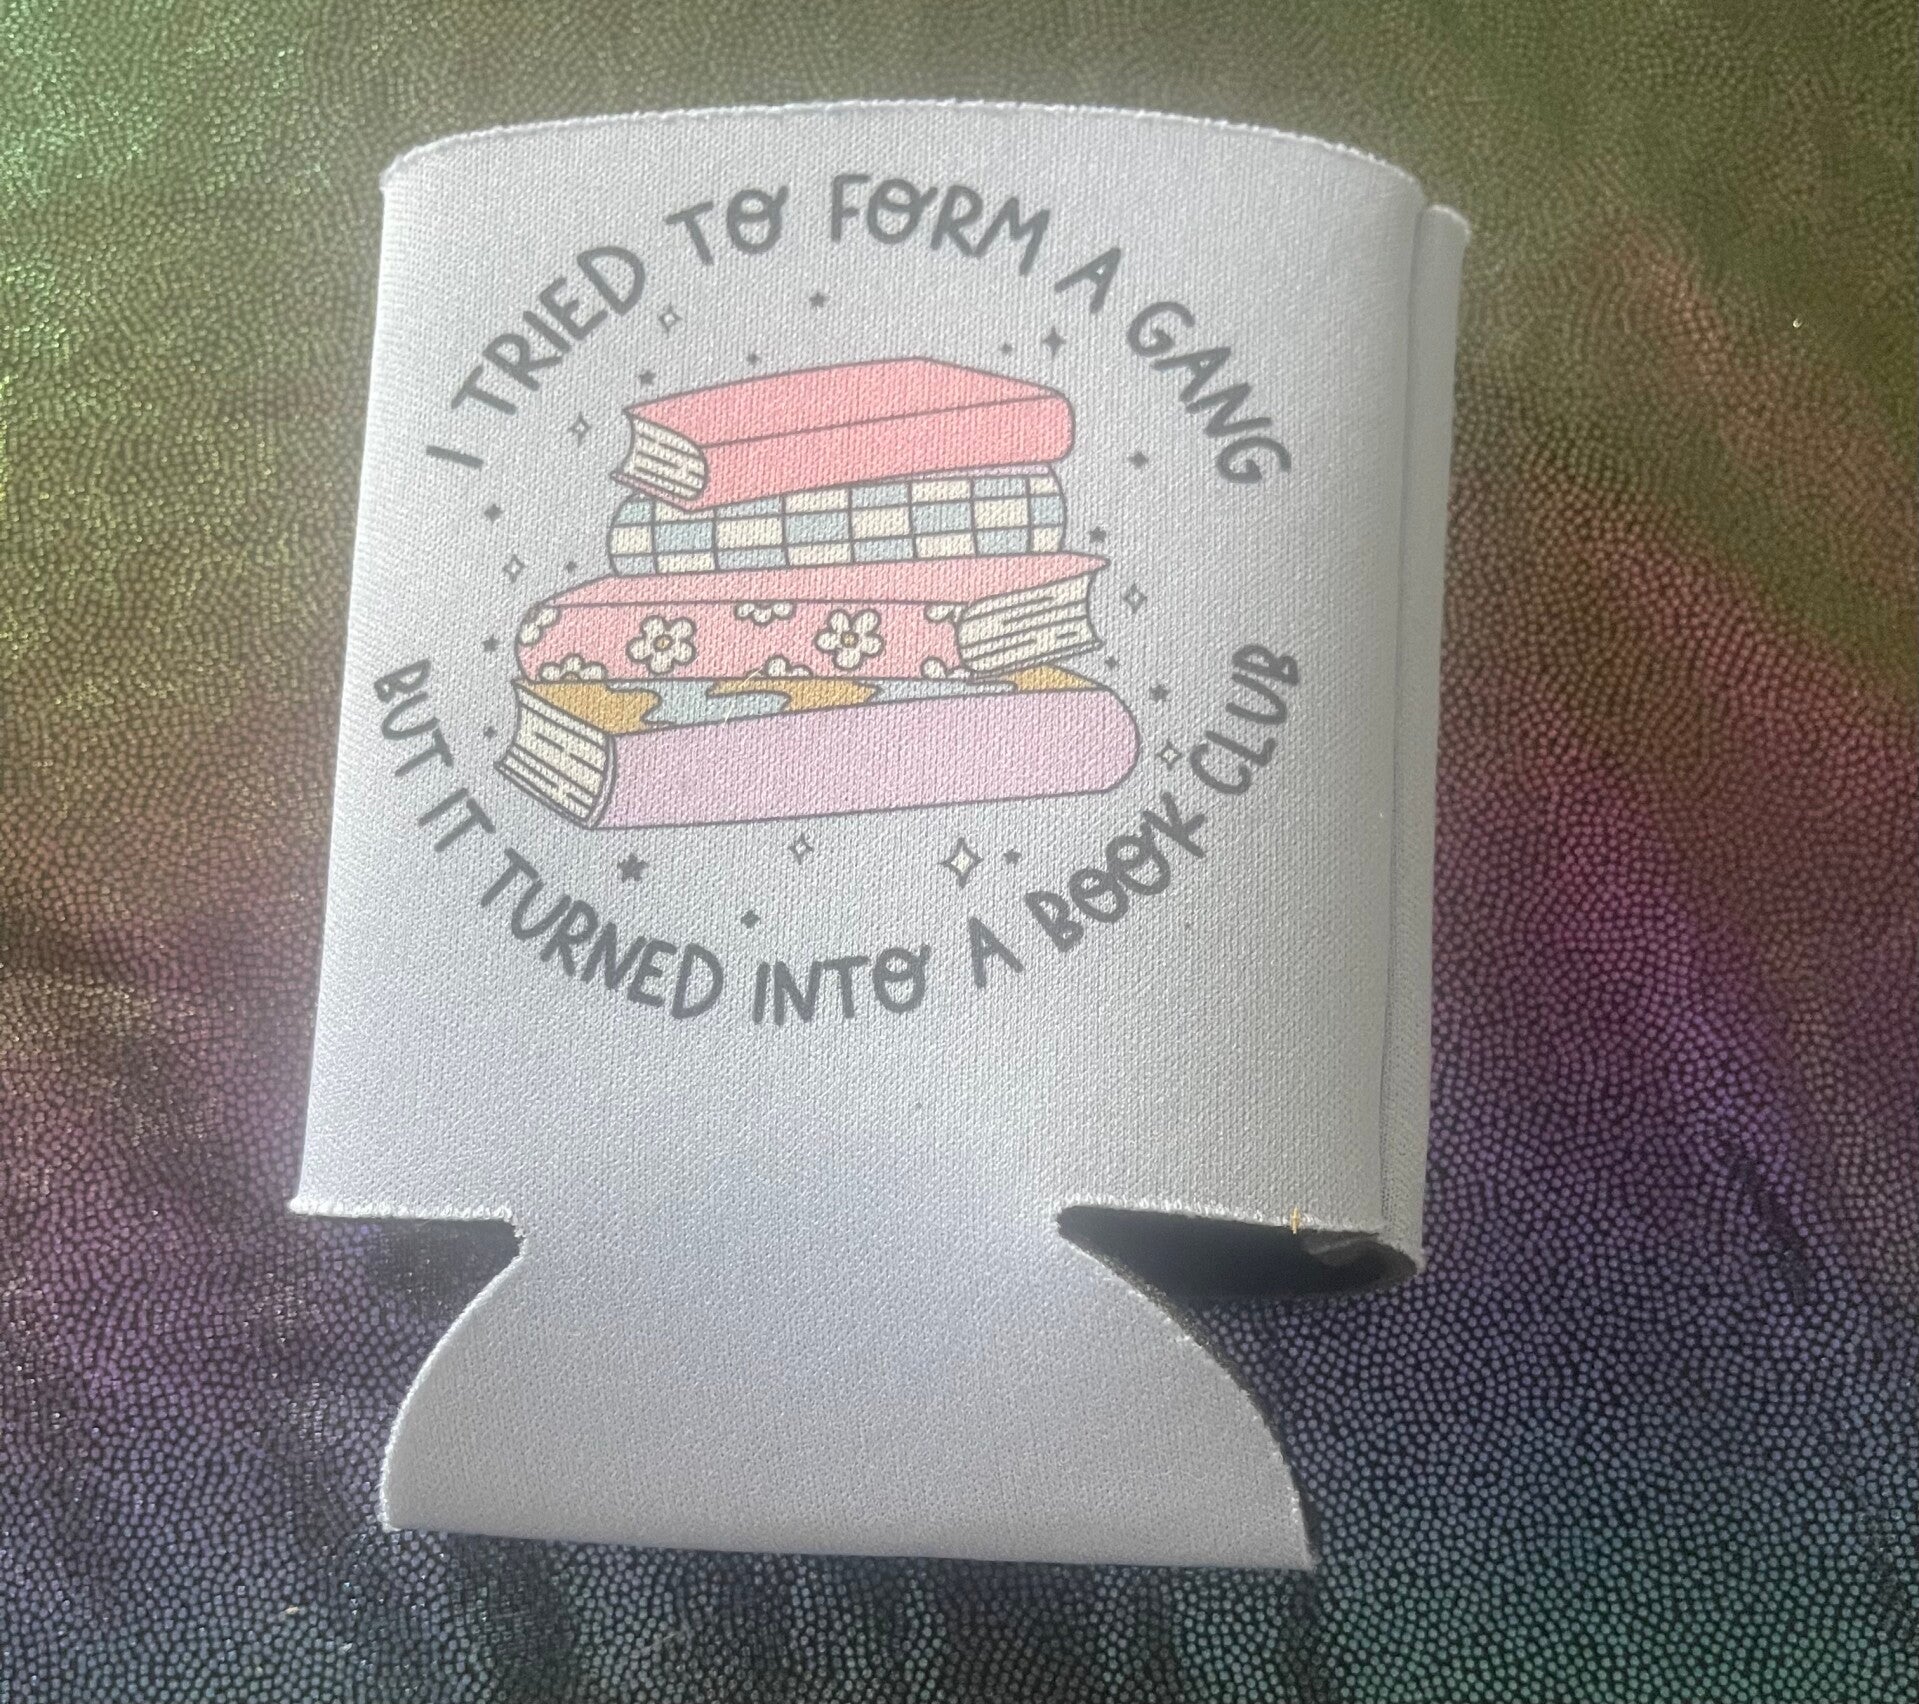 I TRIED TO FORM A GANG
BUT IT TURNED INTO A BOOK CLUB